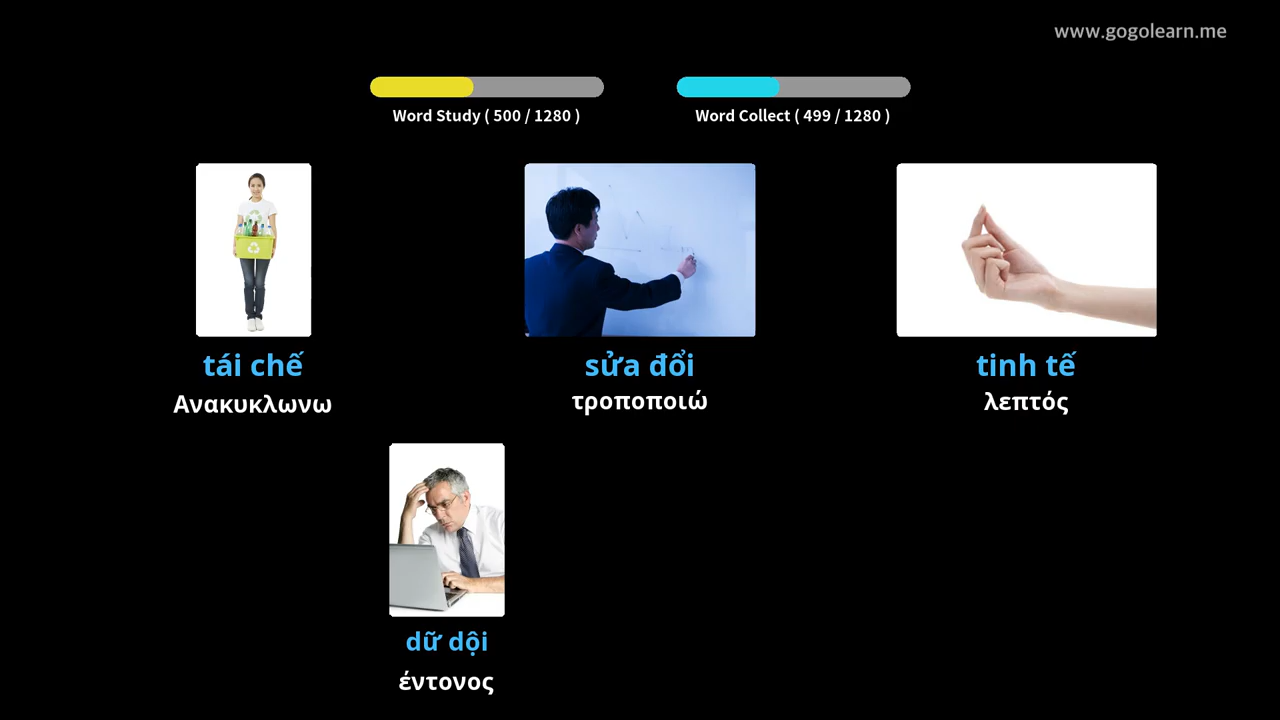 www.gogolearn.me
Word Study ( 500 / 1280 )
Word Collect ( 499 / 1280 )
tái chế
Ανακυκλωνω
sửa đổi
τροποποιώ
tinh tế
λεπτός
dữ dội
έντονος